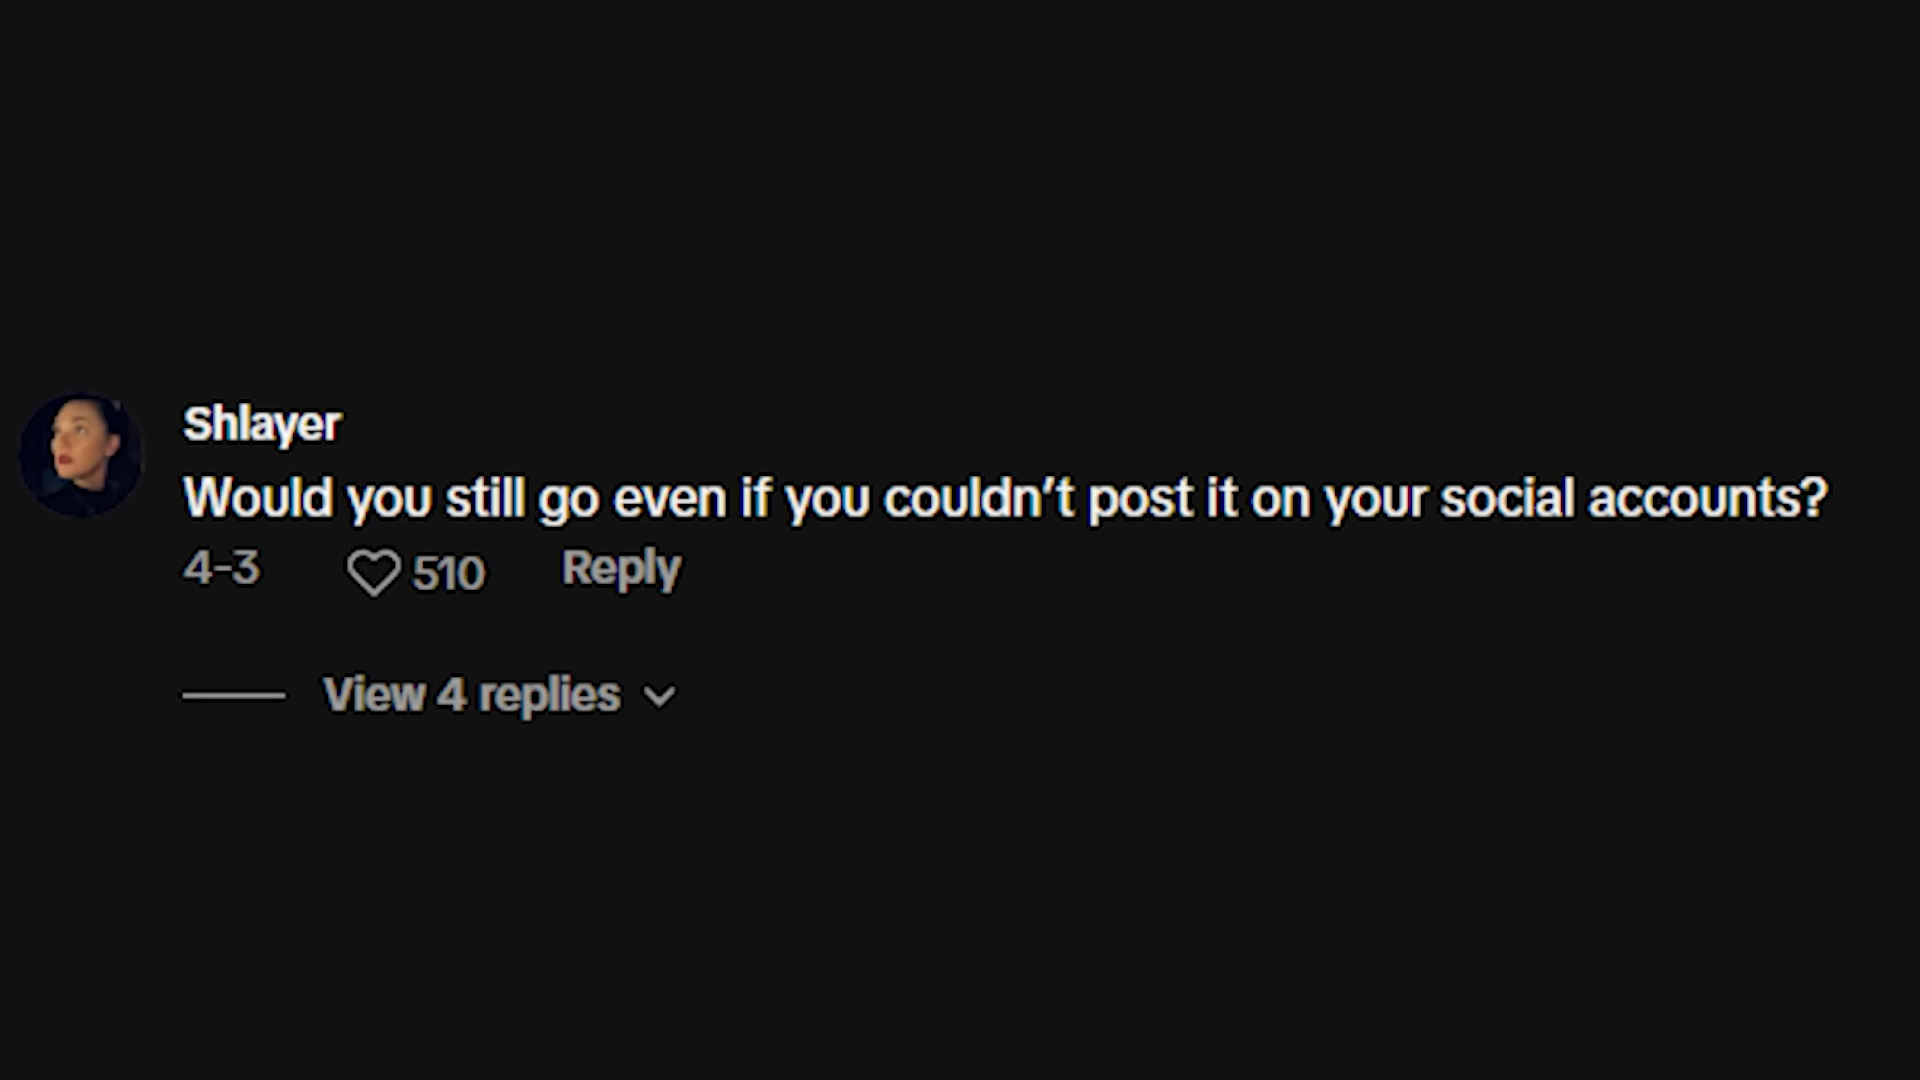 Shlayer
Would you still go even if you couldn't post it on your social accounts?
4-3 510 Reply
View 4 replies